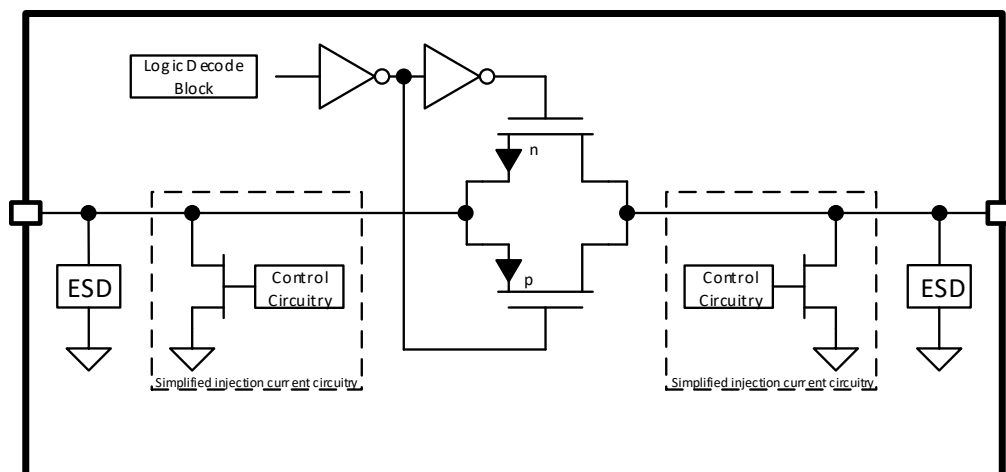 Logic Decode
Block
n
p
ESD
Control
Circuitry
Simplified injection current circuitry
Control
Circuitry
ESD
Simplified injection current circuitry